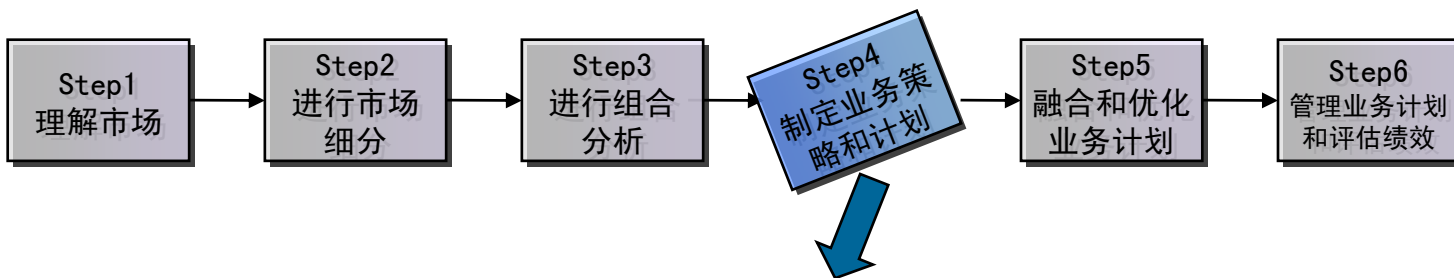 Step1
理解市场
Step2
进行市场
细分
Step3
进行组合
分析
Step4
制定业务策
略和计划
Step5
融合和优化
业务计划
Step6
管理业务计划
和评估绩效